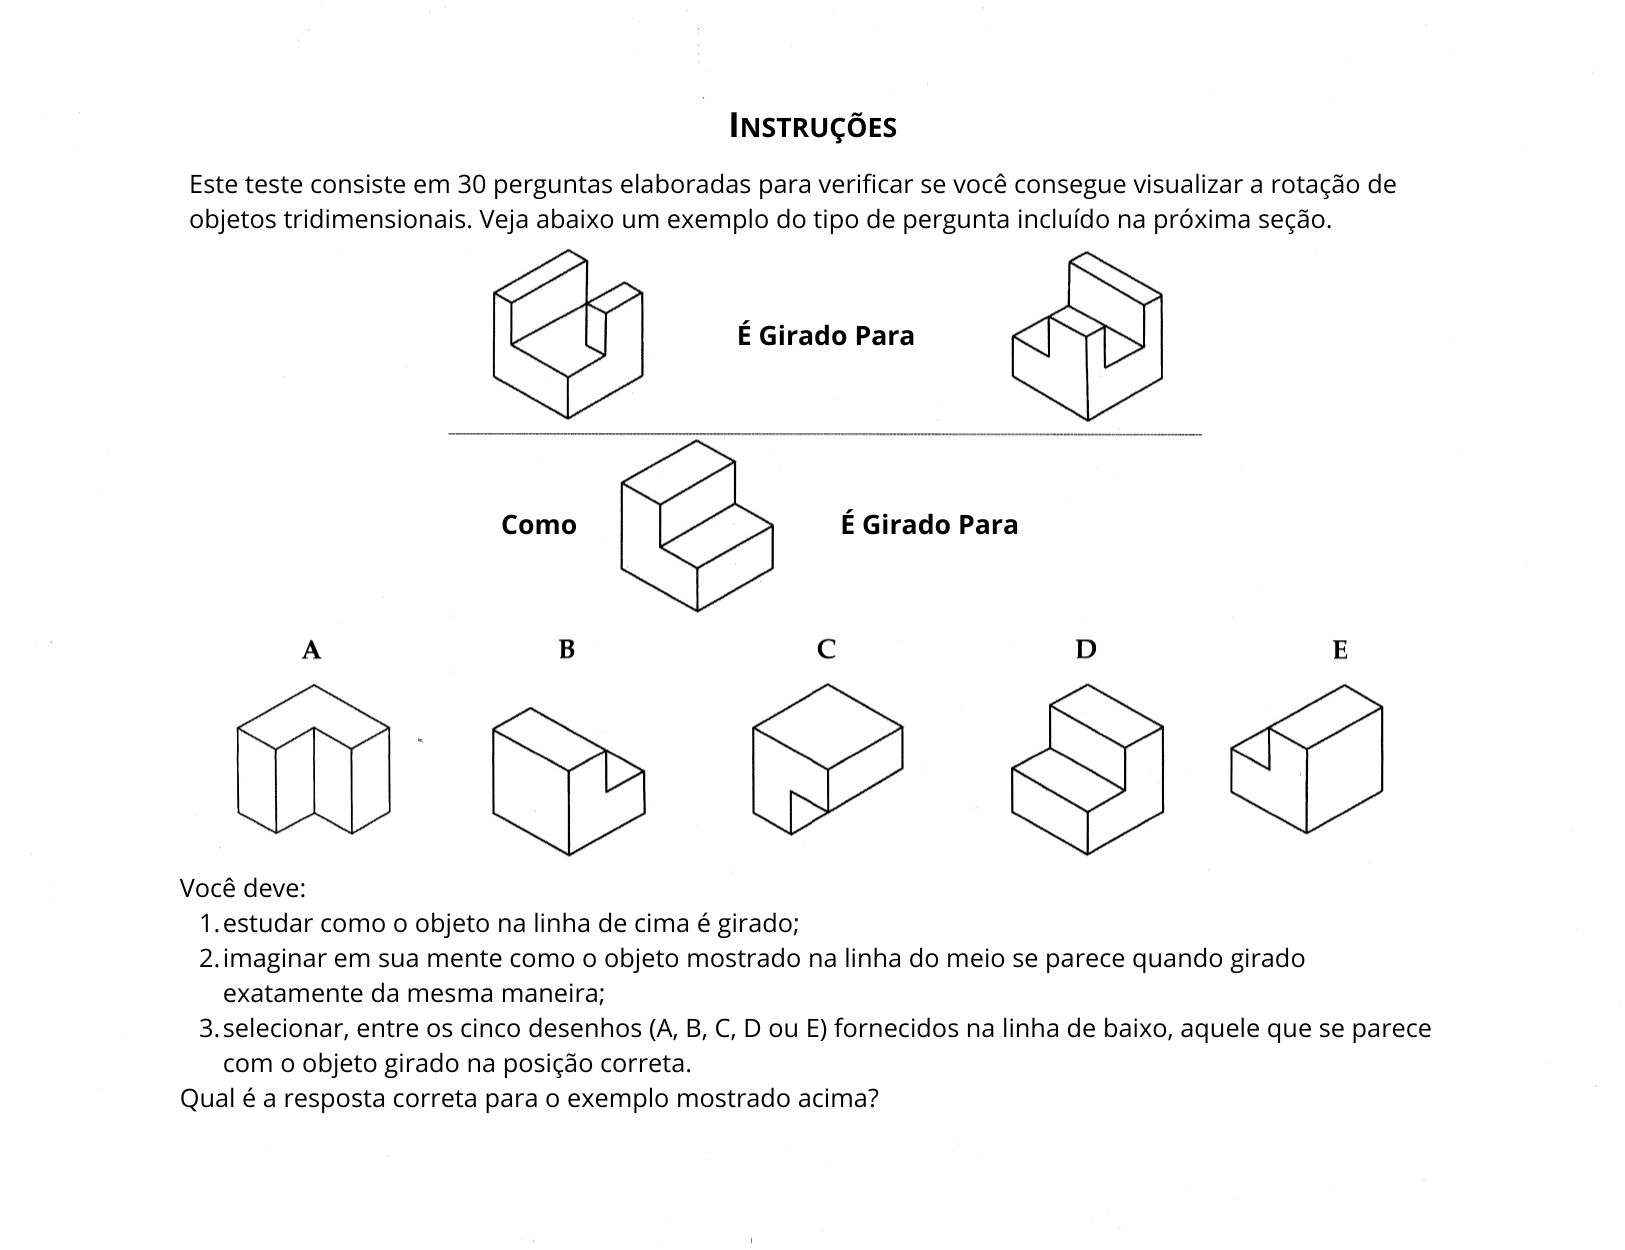 INSTRUÇÕES
Este teste consiste em 30 perguntas elaboradas para verificar se você consegue visualizar a rotação de
objetos tridimensionais. Veja abaixo um exemplo do tipo de pergunta incluído na próxima seção.
É Girado Para
Como É Girado Para
A B C D E
Você deve:
1. estudar como o objeto na linha de cima é girado;
2. imaginar em sua mente como o objeto mostrado na linha do meio se parece quando girado
exatamente da mesma maneira;
3. selecionar, entre os cinco desenhos (A, B, C, D ou E) fornecidos na linha de baixo, aquele que se parece
com o objeto girado na posição correta.
Qual é a resposta correta para o exemplo mostrado acima?